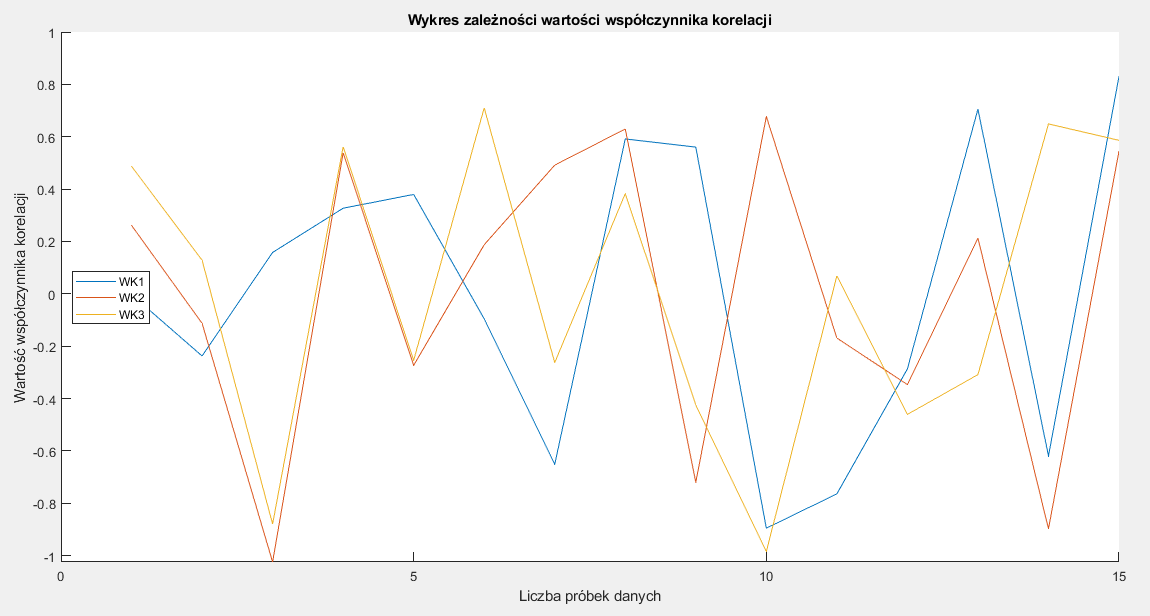 Wykres zależności wartości współczynnika korelacji
Wartość współczynnika korelacji
1
0.8
0.6
0.4
0.2
0
-0.2
-0.4
-0.6
-0.8
-1
WK1
WK2
WK3
0
5
10
15
Liczba próbek danych